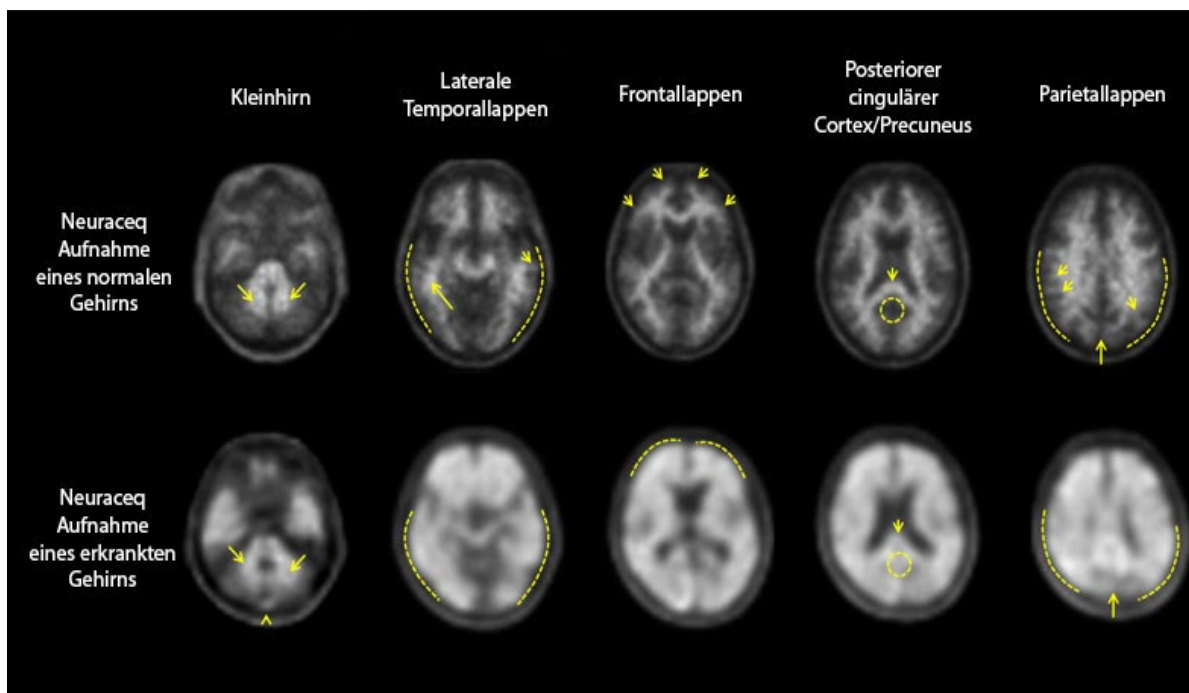 Kleinhirn
Laterale
Temporallappen
Frontallappen
Posteriorer
cingulärer
Cortex/Precuneus
Parietallappen
Neuraceq
Aufnahme
eines normalen
Gehirns
Neuraceq
Aufnahme
eines erkrankten
Gehirns